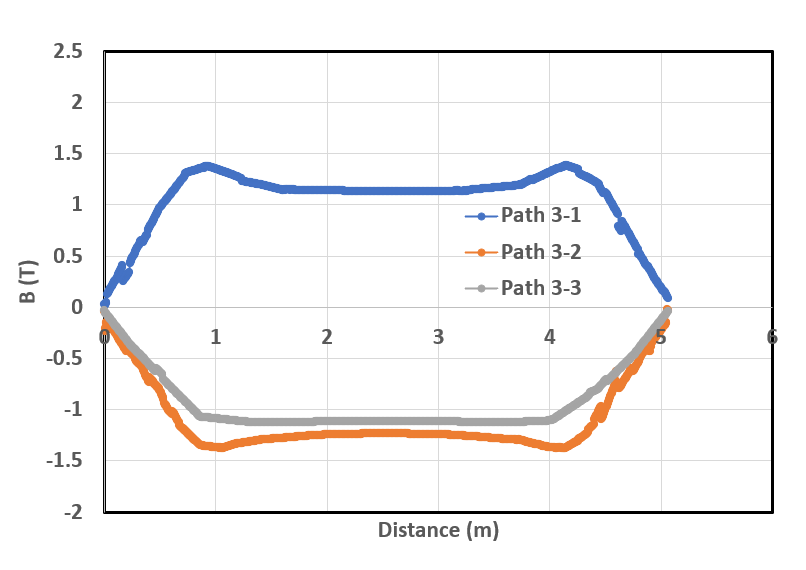 2.5
2
1.5
1
0.5
0
-0.5
-1
-1.5
-2
B (T)
Path 3-1
Path 3-2
Path 3-3
0 1 2 3 4 5 6
Distance (m)